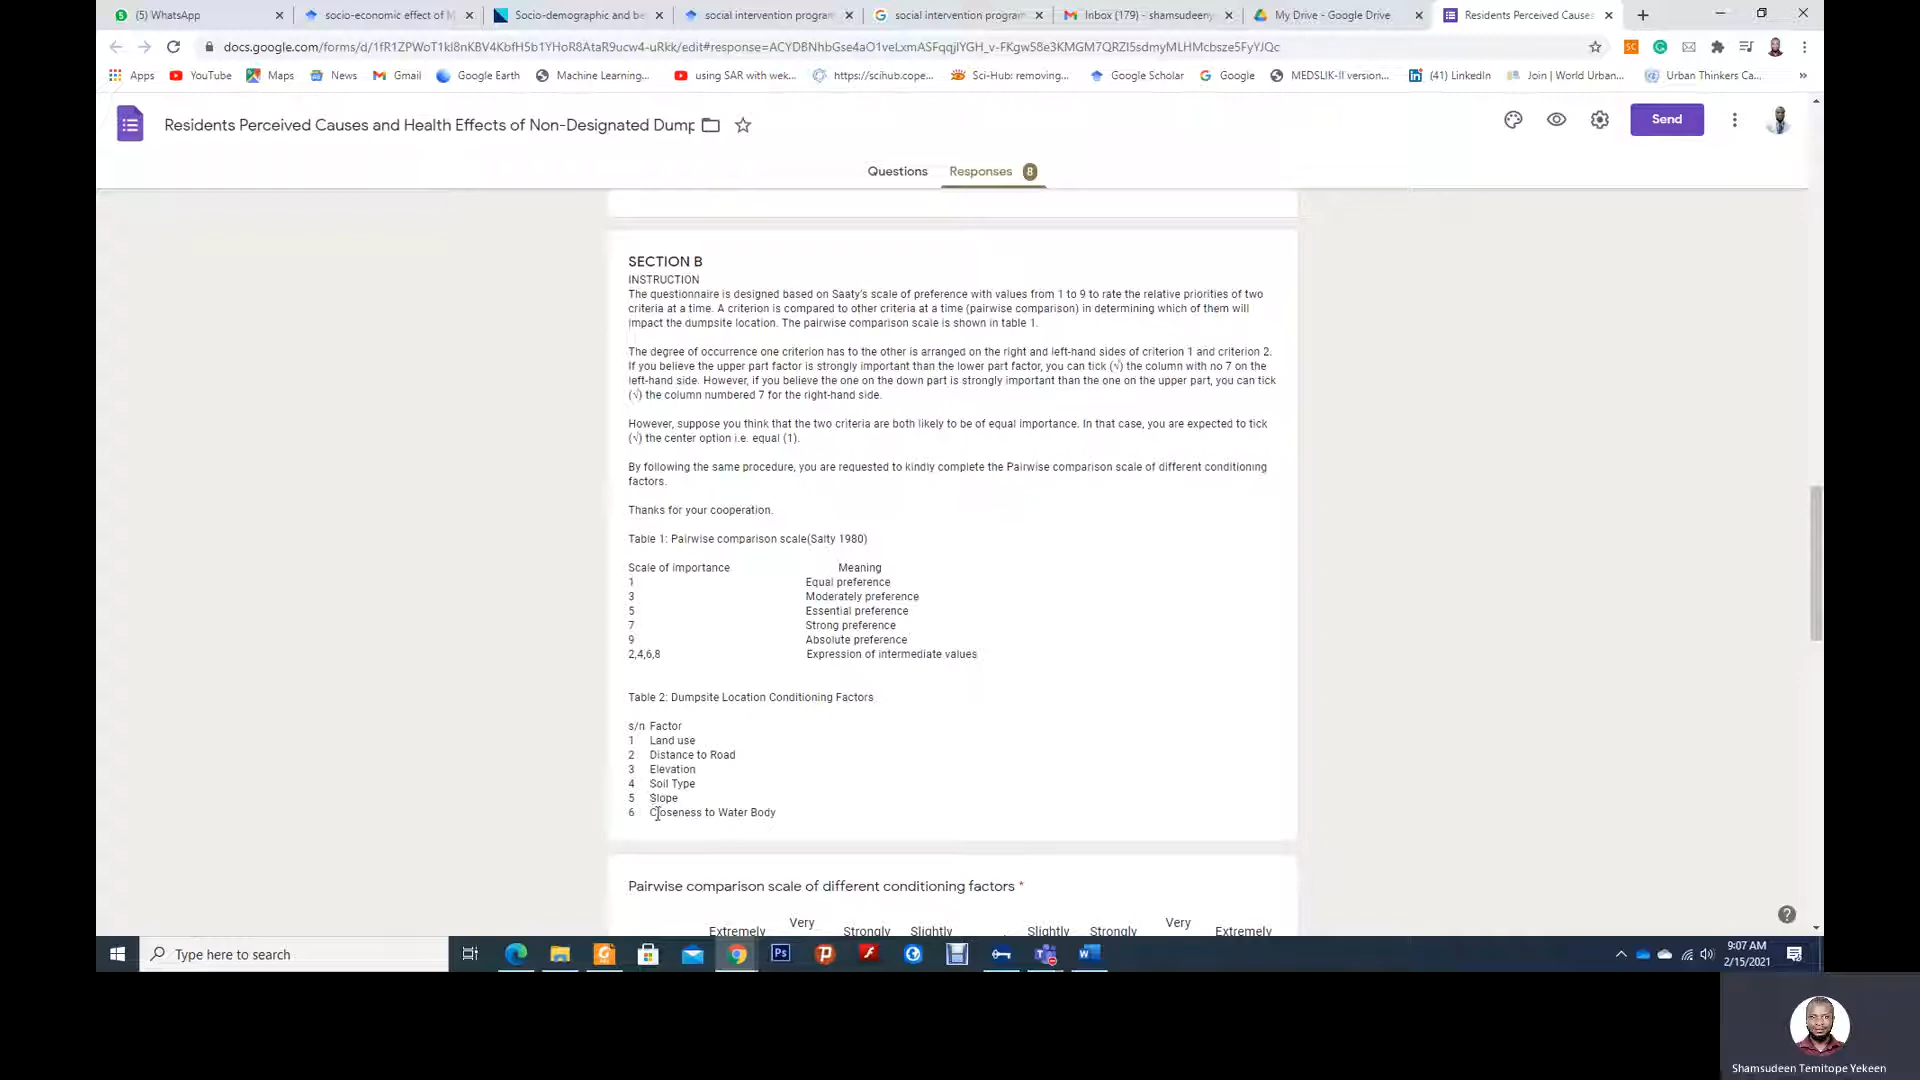 (5) WhatsApp
socio-economic effect of M
Socio-demographic and be
social intervention program
social intervention program
Inbox (179) - shamsudeeny
My Drive - Google Drive
Residents Perceived Causes
docs.google.com/forms/d/1fR1ZPWoT1kJ8nKBV4KbfH5b1YHoR8AtaR9ucw4-uRkk/edit#response=ACYDBNhbGse4aO1veLxmASFqqjIYGH_v-FKgw58e3KMGM7QRZI5sdmyMLHMcbsze5FyYJQc
Apps
YouTube
Maps
News
Gmail
Google Earth
Machine Learning...
using SAR with wek...
https://scihub.cope...
Sci-Hub: removing...
Google Scholar
Google
MEDSLIK-II version...
(41) LinkedIn
Join | World Urban...
Urban Thinkers Ca...
Residents Perceived Causes and Health Effects of Non-Designated Dump
Send
Questions
Responses 8
SECTION B
INSTRUCTION
The questionnaire is designed based on Saaty's scale of preference with values from 1 to 9 to rate the relative priorities of two
criteria at a time. A criterion is compared to other criteria at a time (pairwise comparison) in determining which of them will
impact the dumpsite location. The pairwise comparison scale is shown in table 1.
The degree of occurrence one criterion has to the other is arranged on the right and left-hand sides of criterion 1 and criterion 2.
If you believe the upper part factor is strongly important than the lower part factor, you can tick (√) the column with no 7 on the
left-hand side. However, if you believe the one on the down part is strongly important than the one on the upper part, you can tick
(√) the column numbered 7 for the right-hand side.
However, suppose you think that the two criteria are both likely to be of equal importance. In that case, you are expected to tick
(√) the center option i.e. equal (1).
By following the same procedure, you are requested to kindly complete the Pairwise comparison scale of different conditioning
factors.
Thanks for your cooperation.
Table 1: Pairwise comparison scale(Salty 1980)
Scale of importance Meaning
1 Equal preference
3 Moderately preference
5 Essential preference
7 Strong preference
9 Absolute preference
2,4,6,8 Expression of intermediate values
Table 2: Dumpsite Location Conditioning Factors
s/n Factor
1 Land use
2 Distance to Road
3 Elevation
4 Soil Type
5 Slope
6 Closeness to Water Body
Pairwise comparison scale of different conditioning factors *
Very Very
Extremely Strongly Slightly Slightly Strongly Extremely
Type here to search
9:07 AM
2/15/2021
Shamsudeen Temitope Yekeen